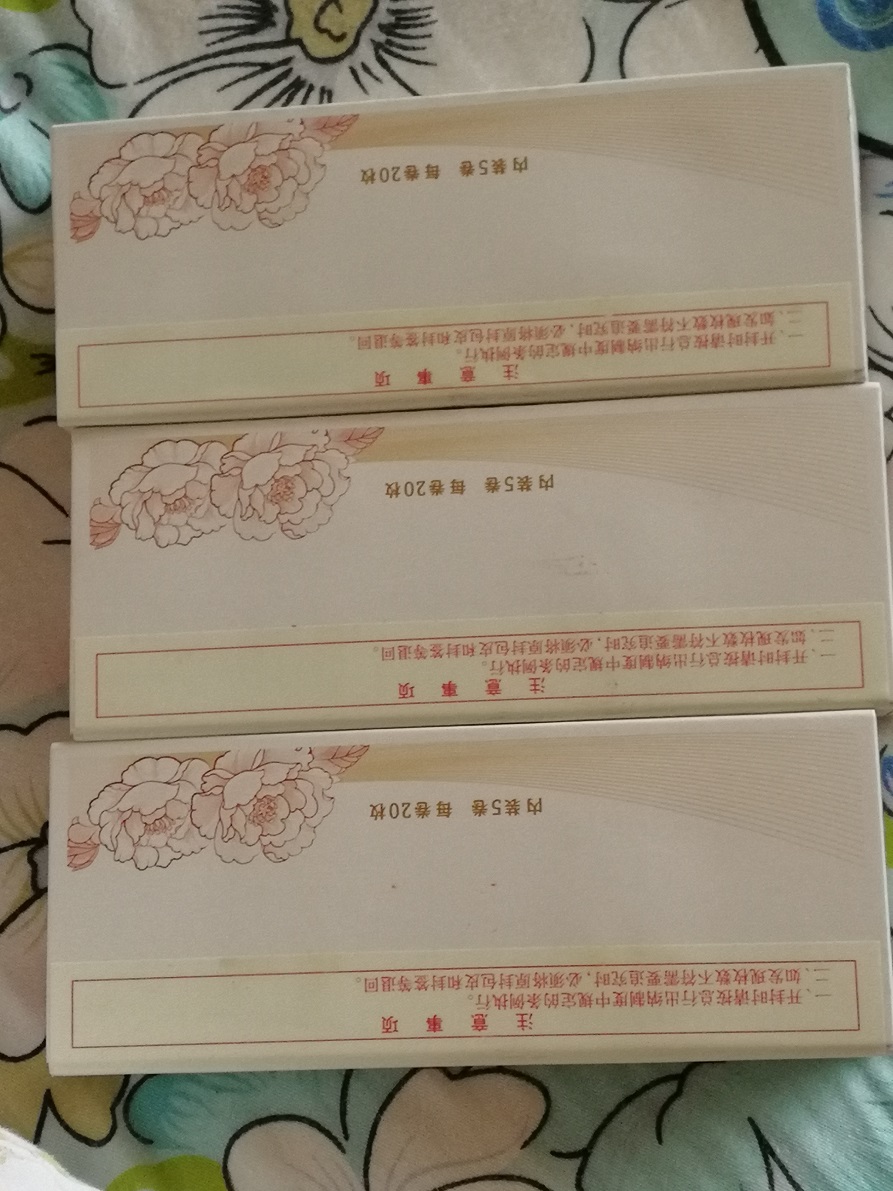 注意事项
一、开封时请按总行出纳制度中规定的条例执行。
二、如发现枚数不符需要追究时,必须将原封包皮和封签等退回。
内装5卷 每卷20枚
注意事项
一、开封时请按总行出纳制度中规定的条例执行。
二、如发现枚数不符需要追究时,必须将原封包皮和封签等退回。
内装5卷 每卷20枚
注意事项
一、开封时请按总行出纳制度中规定的条例执行。
二、如发现枚数不符需要追究时,必须将原封包皮和封签等退回。
内装5卷 每卷20枚